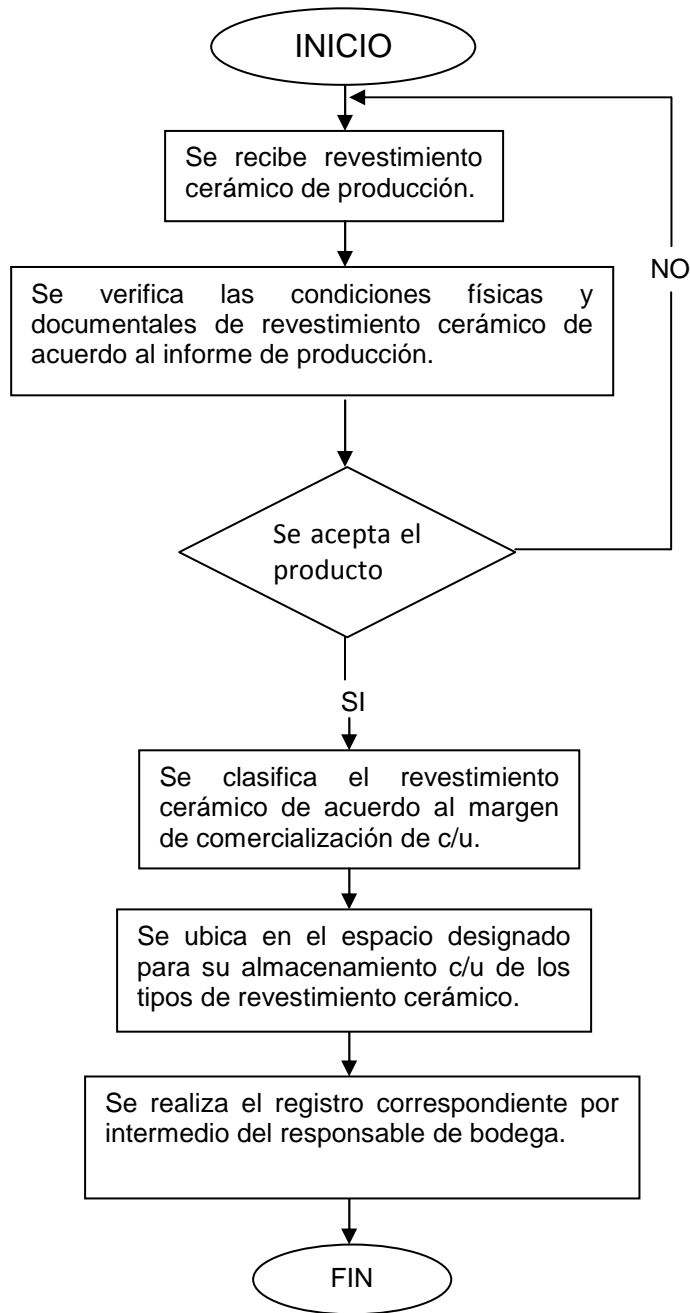 INICIO
Se recibe revestimiento
cerámico de producción.
NO
Se verifica las condiciones físicas y
documentales de revestimiento cerámico de
acuerdo al informe de producción.
Se acepta el
producto
SI
Se clasifica el revestimiento
cerámico de acuerdo al margen
de comercialización de c/u.
Se ubica en el espacio designado
para su almacenamiento c/u de los
tipos de revestimiento cerámico.
Se realiza el registro correspondiente por
intermedio del responsable de bodega.
FIN